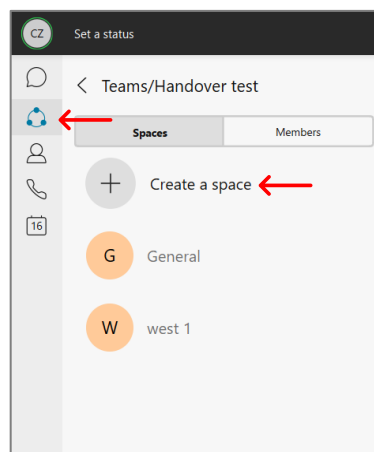 CZ Set a status
Teams/Handover test
Spaces Members
Create a space
16
G General
W west 1